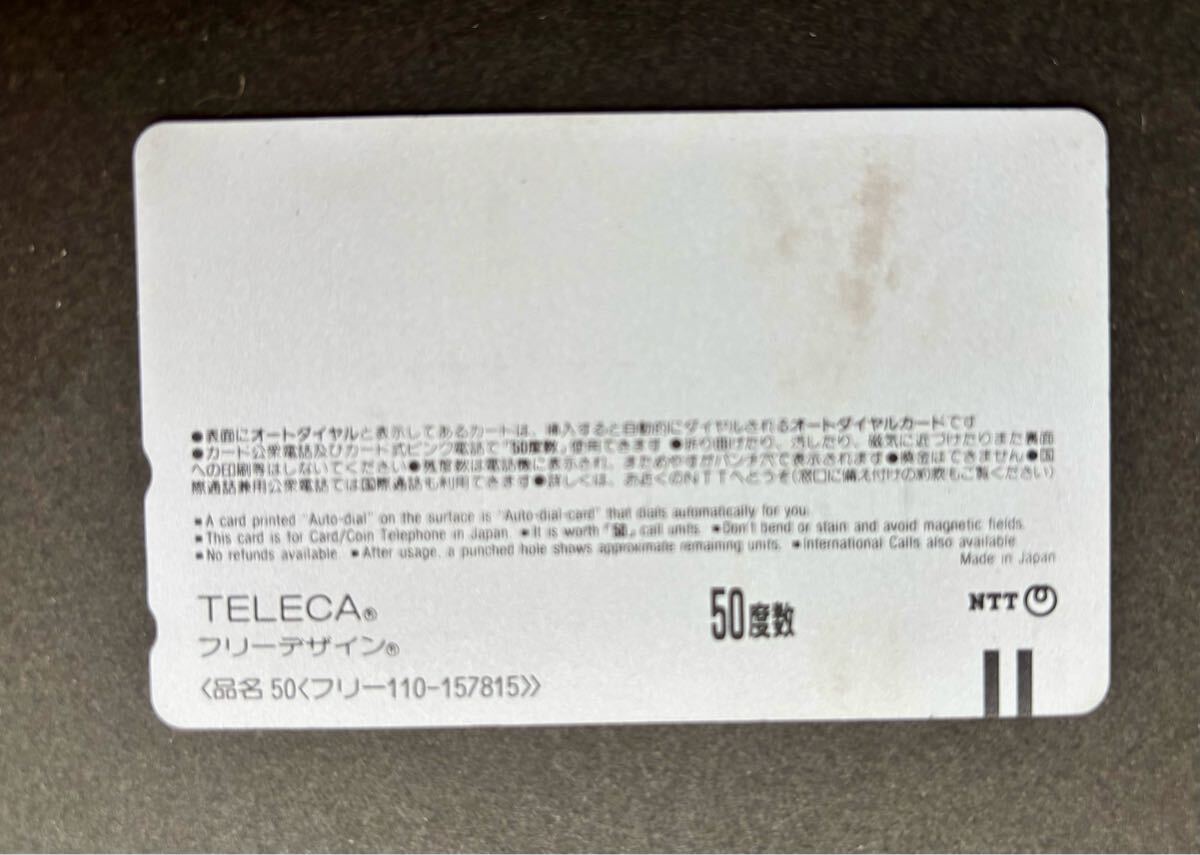 ●表面にオートダイヤルと表示してあるカートは、挿入すると自動的にダイヤルされるオートダイヤルカードです
●カード公衆電話及びカード式ピンク電話で“50度数„使用できます ●折り曲げたり、汚したり、磁気に近づけたりまた裏面
への印刷等はしないでください●残度数は電話機に表示され、まためやすがパンチ穴で表示されます●換金はできません●国
際通話兼用公衆電話では国際通話も利用できます●詳しくは、お近くのNTTへどうぞ(窓口に備え付けの約款もご覧ください)
■A card printed "Auto-dial" on the surface is "Auto-dial-card" that dials automatically for you.
■This card is for Card/Coin Telephone in Japan. ■It is worth “50„ call units. ■Don't bend or stain and avoid magnetic fields.
■No refunds available. ■After usage, a punched hole shows approximate remaining units. ■International Calls also available.
Made in Japan
TELECA®
フリーデザイン®
〈品名 50〈フリー110-157815〉〉
50度数
NTT